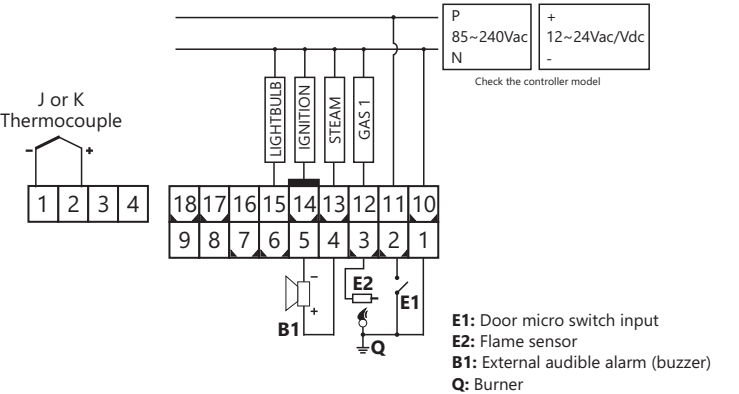 P
85~240Vac
N
+
12~24Vac/Vdc
-
Check the controller model
J or K
Thermocouple
- +
1 2 3 4
LIGHTBULB
IGNITION
STEAM
GAS 1
18 17 16 15 14 13 12 11 10
9 8 7 6 5 4 3 2 1
-
+
B1
E2
E1
Q
E1: Door micro switch input
E2: Flame sensor
B1: External audible alarm (buzzer)
Q: Burner